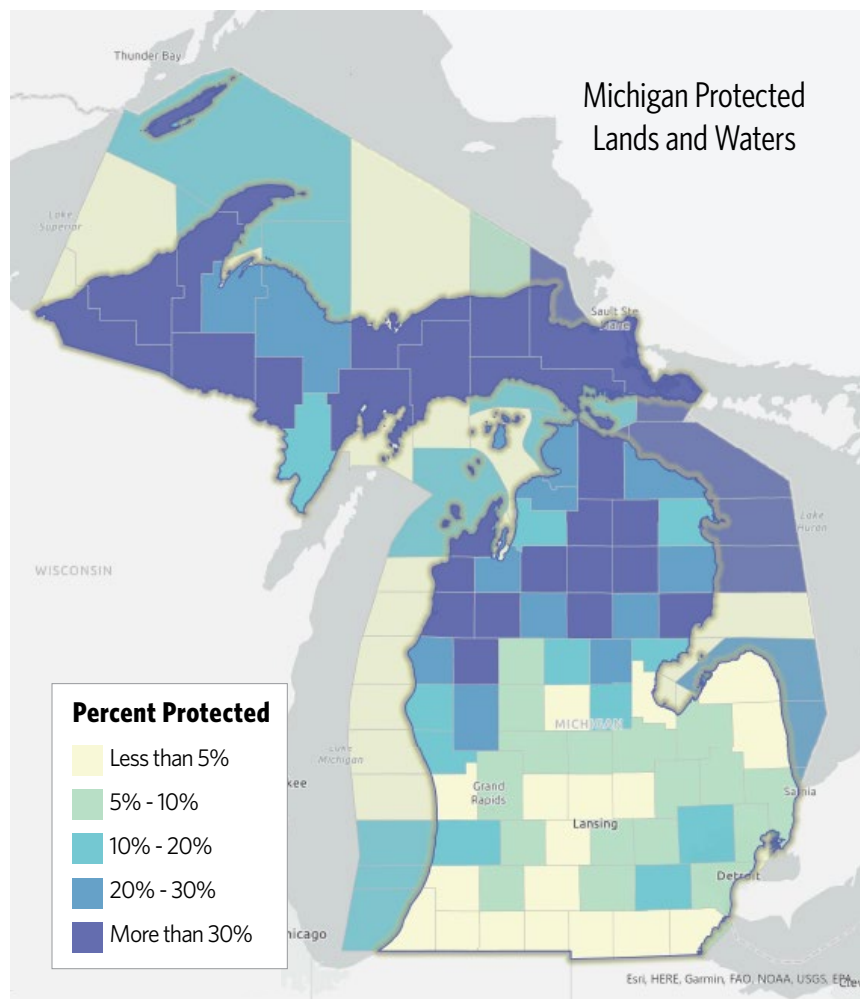 Thunder Bay
Michigan Protected
Lands and Waters
Lake
Superior
Sault Ste
Marie
Lake
Huron
WISCONSIN
MICHIGAN
Percent Protected
Less than 5%
5% - 10%
10% - 20%
20% - 30%
More than 30%
Lake
Michigan
kee
Grand
Rapids
Sarnia
Lansing
Detroit
hicago
Esri, HERE, Garmin, FAO, NOAA, USGS, EPA
Cle